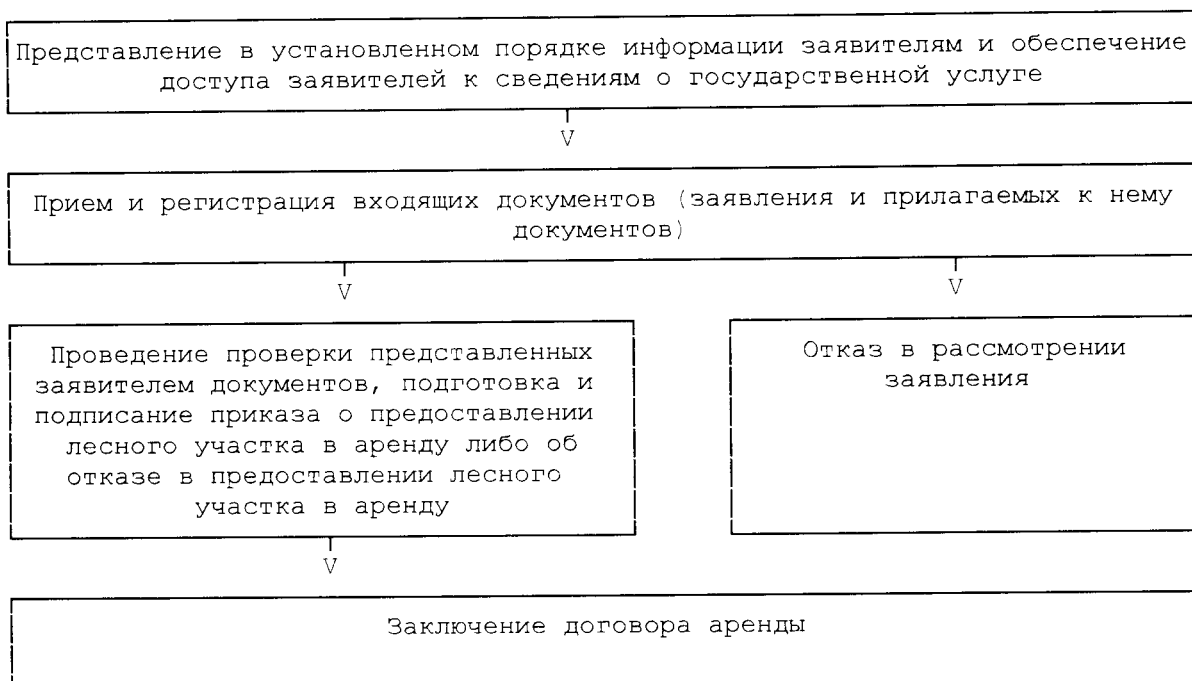 Представление в установленном порядке информации заявителям и обеспечение
доступа заявителей к сведениям о государственной услуге
V
Прием и регистрация входящих документов (заявления и прилагаемых к нему
документов)
V
V
Проведение проверки представленных
заявителем документов, подготовка и
подписание приказа о предоставлении
лесного участка в аренду либо об
отказе в предоставлении лесного
участка в аренду
Отказ в рассмотрении
заявления
V
Заключение договора аренды